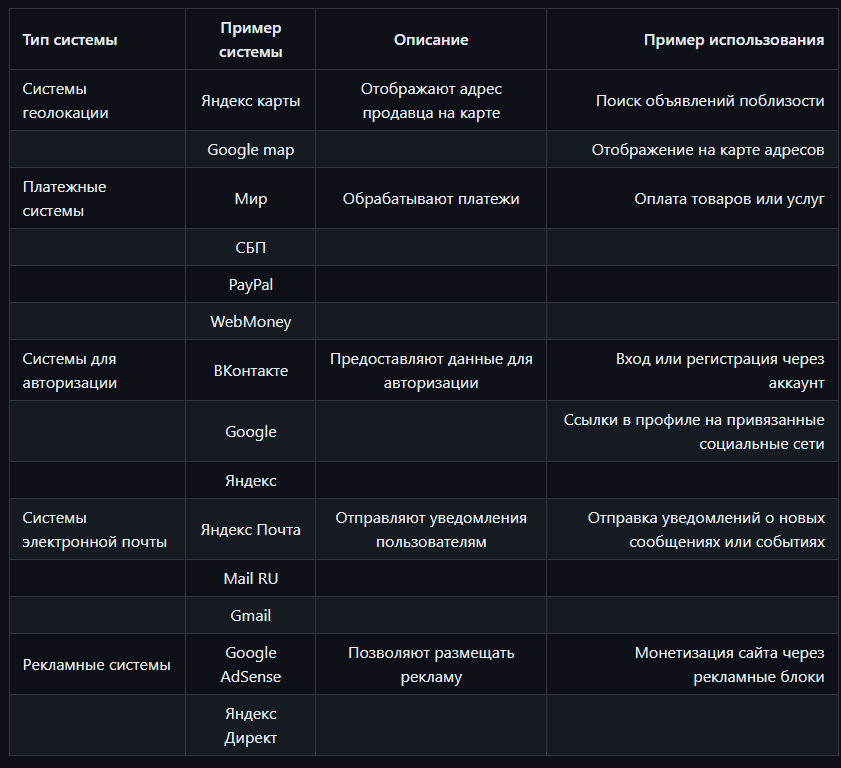 Тип системы
Пример
системы
Описание
Пример использования
Системы
геолокации
Яндекс карты
Отображают адрес
продавца на карте
Поиск объявлений поблизости
Google map
Отображение на карте адресов
Платежные
системы
Мир
Обрабатывают платежи
Оплата товаров или услуг
СБП
PayPal
WebMoney
Системы для
авторизации
ВКонтакте
Предоставляют данные для
авторизации
Вход или регистрация через
аккаунт
Google
Ссылки в профиле на привязанные
социальные сети
Яндекс
Системы
электронной почты
Яндекс Почта
Отправляют уведомления
пользователям
Отправка уведомлений о новых
сообщениях или событиях
Mail RU
Gmail
Рекламные системы
Google
AdSense
Позволяют размещать
рекламу
Монетизация сайта через
рекламные блоки
Яндекс
Директ